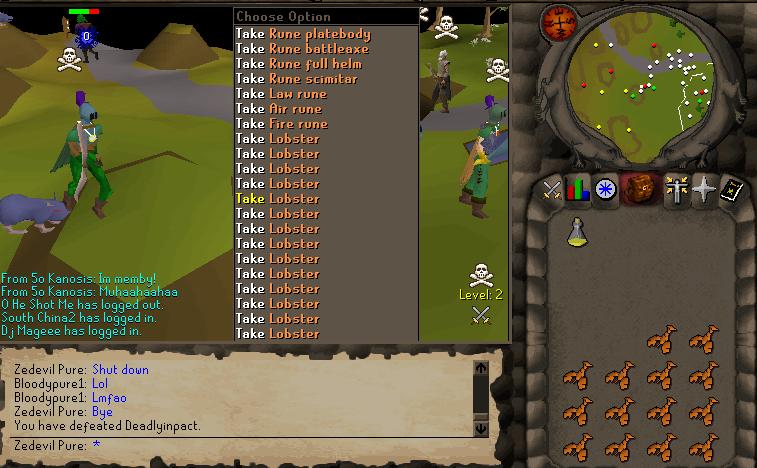 Choose Option
Take Rune platebody
Take Rune battleaxe
Take Rune full helm
Take Rune scimitar
Take Law rune
Take Air rune
Take Fire rune
Take Lobster
Take Lobster
Take Lobster
Take Lobster
Take Lobster
Take Lobster
Take Lobster
Take Lobster
Take Lobster
Take Lobster
Take Lobster
Take Lobster
Take Lobster
Take Lobster
0
From 5o Kanosis: Im memby!
From 5o Kanosis: Muhaahaahaa
O He Shot Me has logged out.
South China2 has logged in.
Dj Mageee has logged in.
Level: 2
Zedevil Pure: Shut down
Bloodypure1: Lol
Bloodypure1: Lmfao
Zedevil Pure: Bye
You have defeated Deadlyinpact.
Zedevil Pure: *